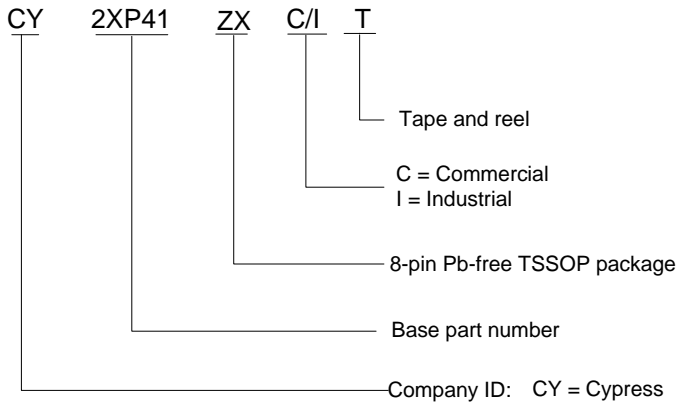 CY 2XP41 ZX C/I T
Tape and reel
C = Commercial
I = Industrial
8-pin Pb-free TSSOP package
Base part number
Company ID: CY = Cypress